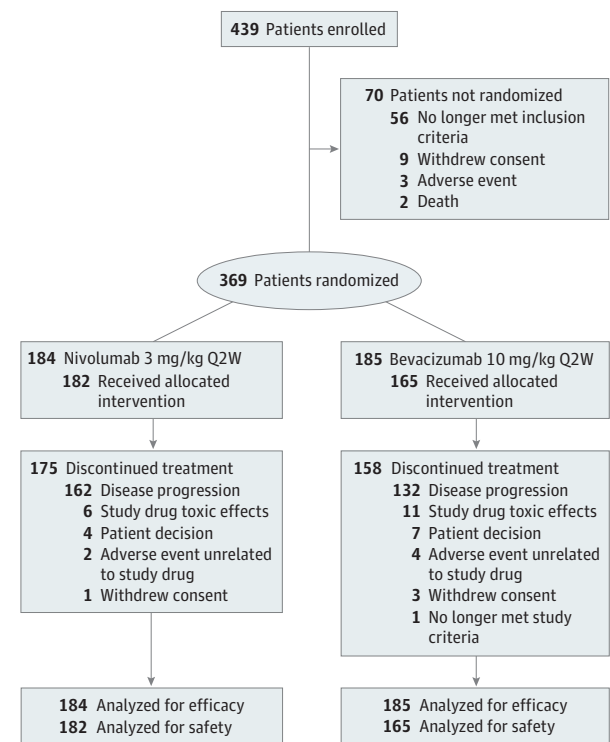 439 Patients enrolled
70 Patients not randomized
56 No longer met inclusion
criteria
9 Withdrew consent
3 Adverse event
2 Death
369 Patients randomized
184 Nivolumab 3 mg/kg Q2W
182 Received allocated
intervention
185 Bevacizumab 10 mg/kg Q2W
165 Received allocated
intervention
175 Discontinued treatment
162 Disease progression
6 Study drug toxic effects
4 Patient decision
2 Adverse event unrelated
to study drug
1 Withdrew consent
158 Discontinued treatment
132 Disease progression
11 Study drug toxic effects
7 Patient decision
4 Adverse event unrelated
to study drug
3 Withdrew consent
1 No longer met study
criteria
184 Analyzed for efficacy
182 Analyzed for safety
185 Analyzed for efficacy
165 Analyzed for safety